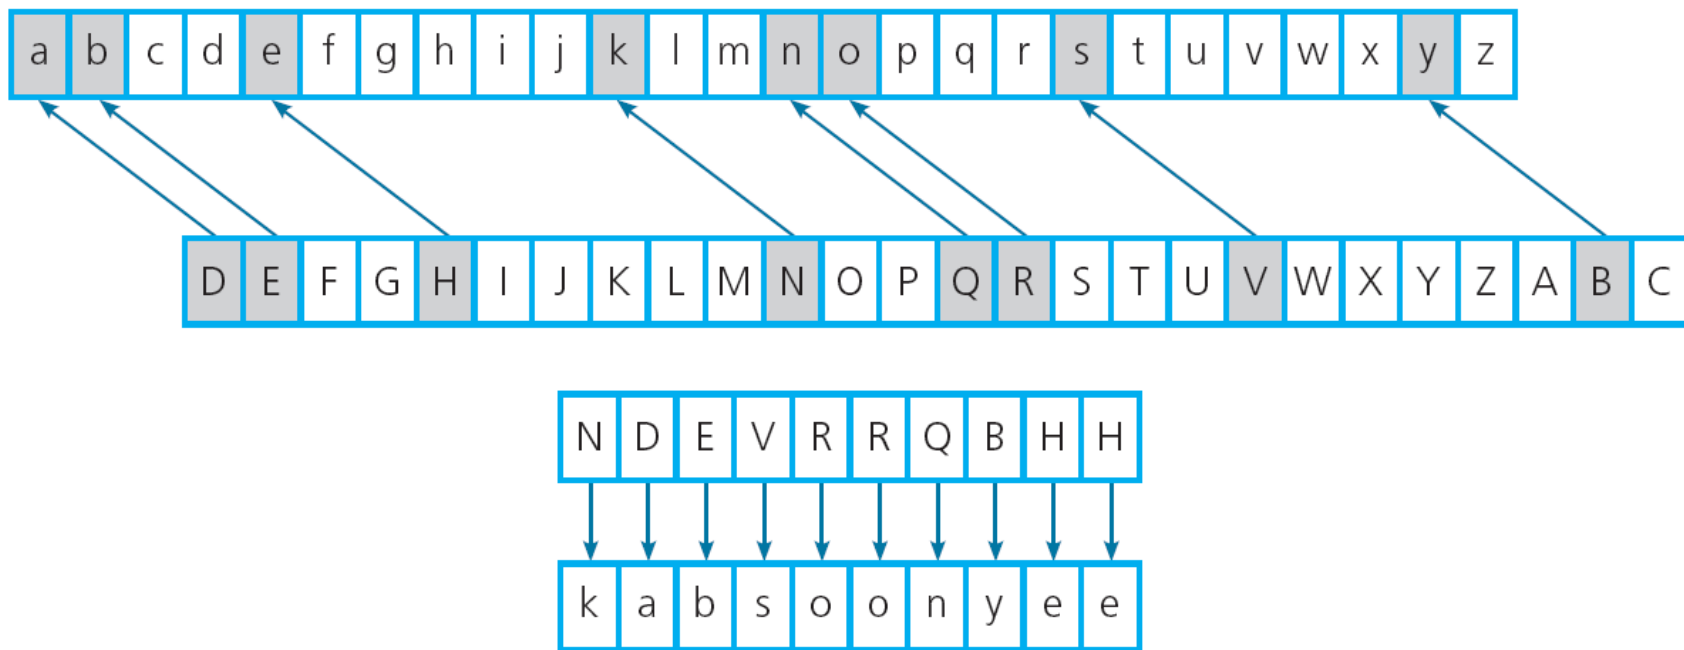 a b c d e f g h i j k l m n o p q r s t u v w x y z
D E F G H I J K L M N O P Q R S T U V W X Y Z A B C
N D E V R R Q B H H
k a b s o o n y e e